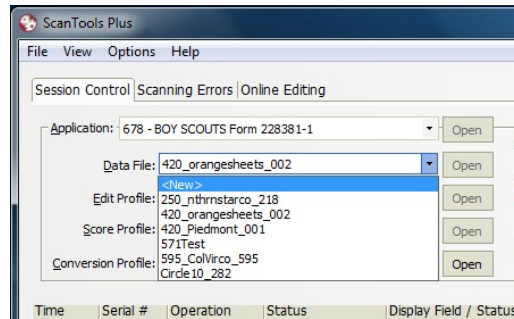 ScanTools Plus
File View Options Help
Session Control Scanning Errors Online Editing
Application: 678 - BOY SCOUTS Form 228381-1 Open
Data File: 420_orangesheets_002 Open
<New>
Edit Profile: 250_nthrnstarco_218 Open
420_orangesheets_002
Score Profile: 420_Piedmont_001 Open
571Test
Conversion Profile: 595_ColVirco_595 Open
Circle10_282
Time Serial # Operation Status Display Field / Status